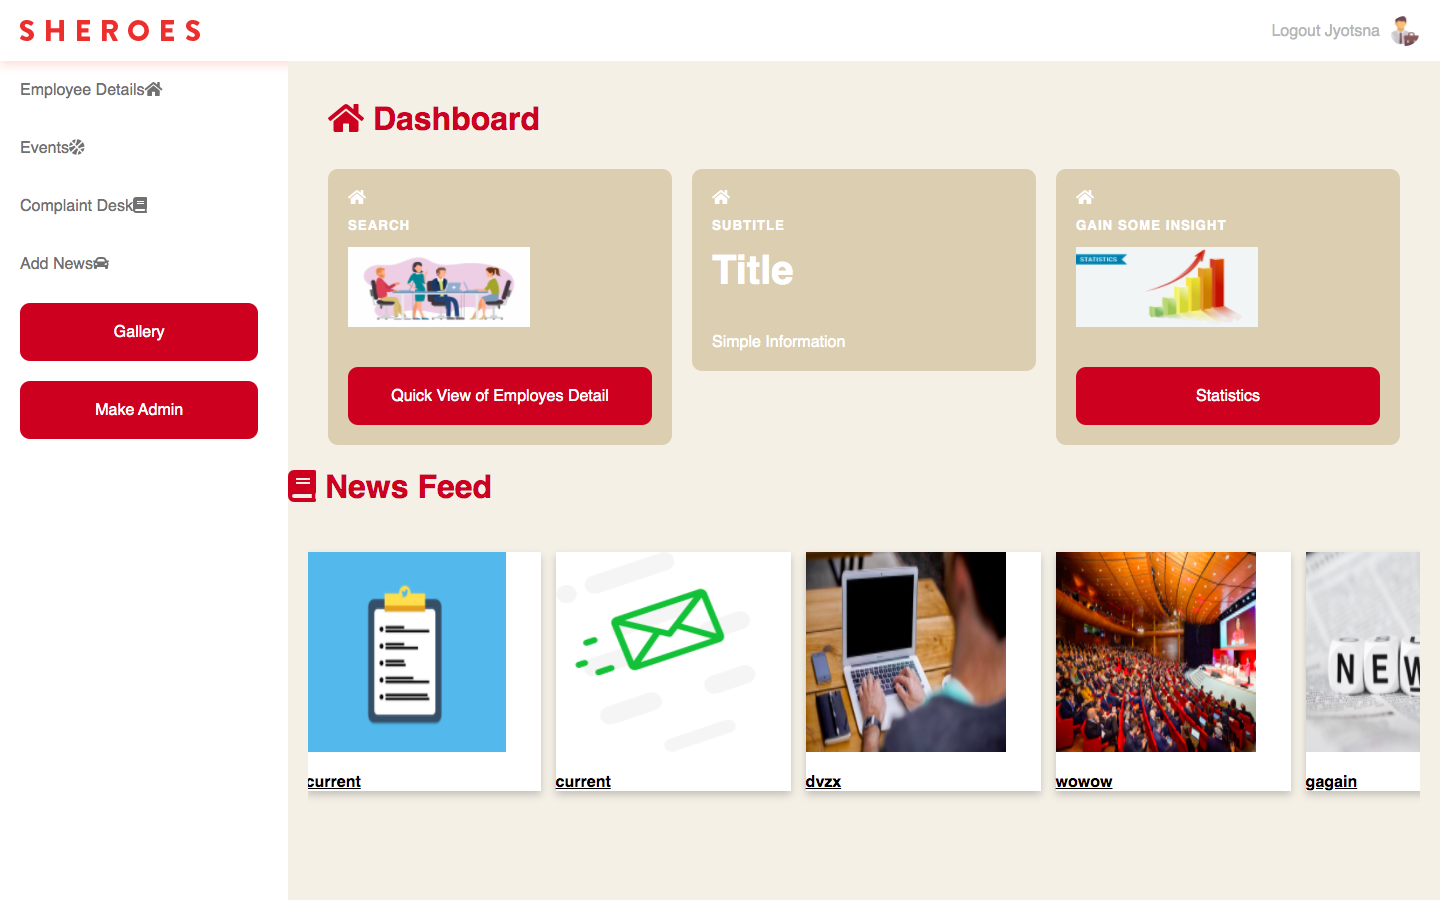 SHEROES
Logout Jyotsna
Employee Details
Events
Complaint Desk
Add News
Gallery
Make Admin
Dashboard
SEARCH
Quick View of Employes Detail
SUBTITLE
Title
Simple Information
GAIN SOME INSIGHT
STATISTICS
Statistics
News Feed
current
current
dvzx
wowow
NEW
gagain